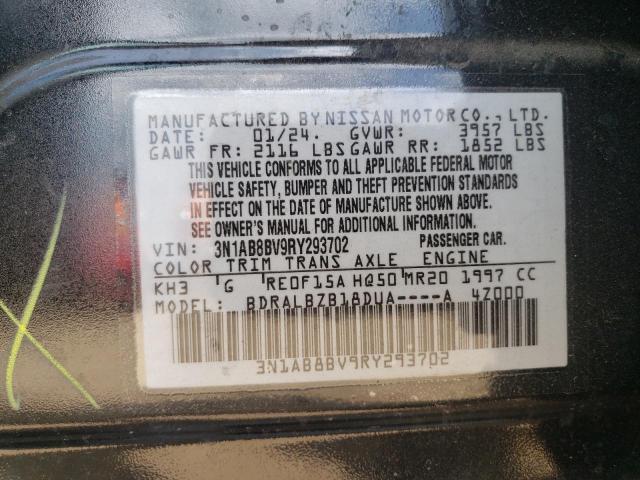 MANUFACTURED BY NISSAN MOTOR CO., LTD.
DATE: 01/24. GVWR: 3957 LBS
GAWR FR: 2116 LBS GAWR RR: 1852 LBS
THIS VEHICLE CONFORMS TO ALL APPLICABLE FEDERAL MOTOR
VEHICLE SAFETY, BUMPER AND THEFT PREVENTION STANDARDS
IN EFFECT ON THE DATE OF MANUFACTURE SHOWN ABOVE.
SEE OWNER'S MANUAL FOR ADDITIONAL INFORMATION.
VIN: 3N1AB8BV9RY293702 PASSENGER CAR.
COLOR TRIM TRANS AXLE ENGINE
KH3 G RE0F15A HQ50 MR20 1997 CC
MODEL: BDRALBZB18DUA----A 4Z000
3N1AB8BV9RY293702